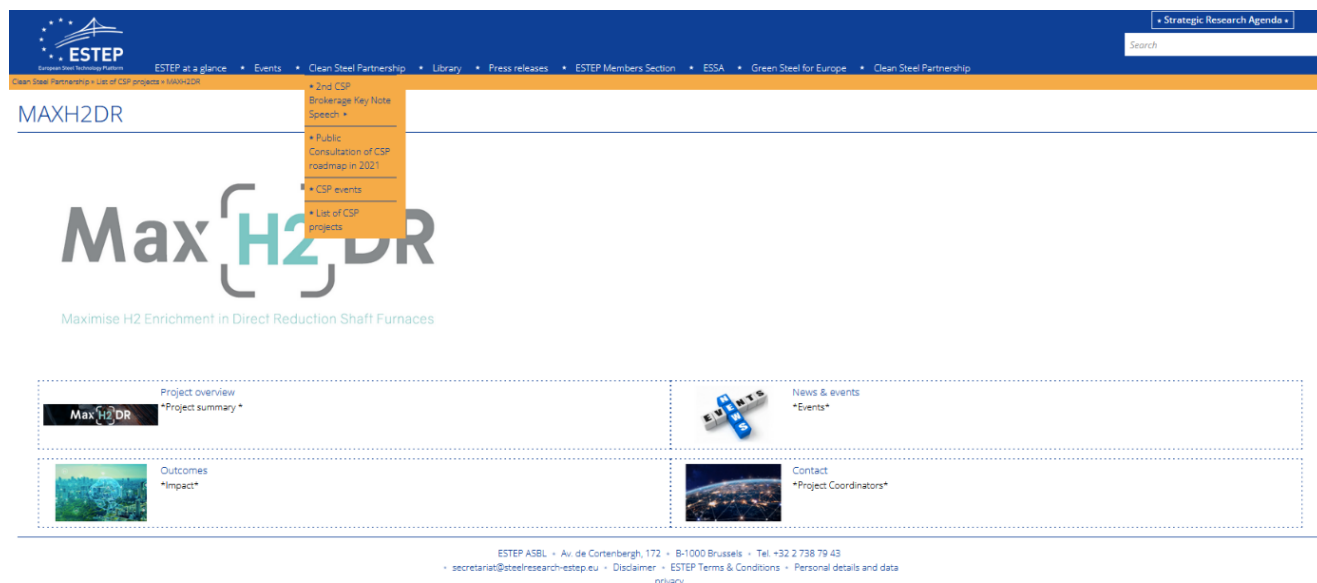 * Strategic Research Agenda *
Search
ESTEP
European Steel Technology Platform
ESTEP at a glance * Events * Clean Steel Partnership * Library * Press releases * ESTEP Members Section * ESSA * Green Steel for Europe * Clean Steel Partnership
Clean Steel Partnership » List of CSP projects » MAXH2DR
* 2nd CSP
Brokerage Key Note
Speech *
* Public
Consultation of CSP
roadmap in 2021
* CSP events
* List of CSP
projects
MAXH2DR
Max H2 DR
Maximise H2 Enrichment in Direct Reduction Shaft Furnaces
Max H2 DR
Project overview
*Project summary *
EVENTS
NEWS
News & events
*Events*
Outcomes
*Impact*
Contact
*Project Coordinators*
ESTEP ASBL * Av. de Cortenbergh, 172 * B-1000 Brussels * Tel. +32 2 738 79 43
* secretariat@steelresearch-estep.eu * Disclaimer * ESTEP Terms & Conditions * Personal details and data
privacy